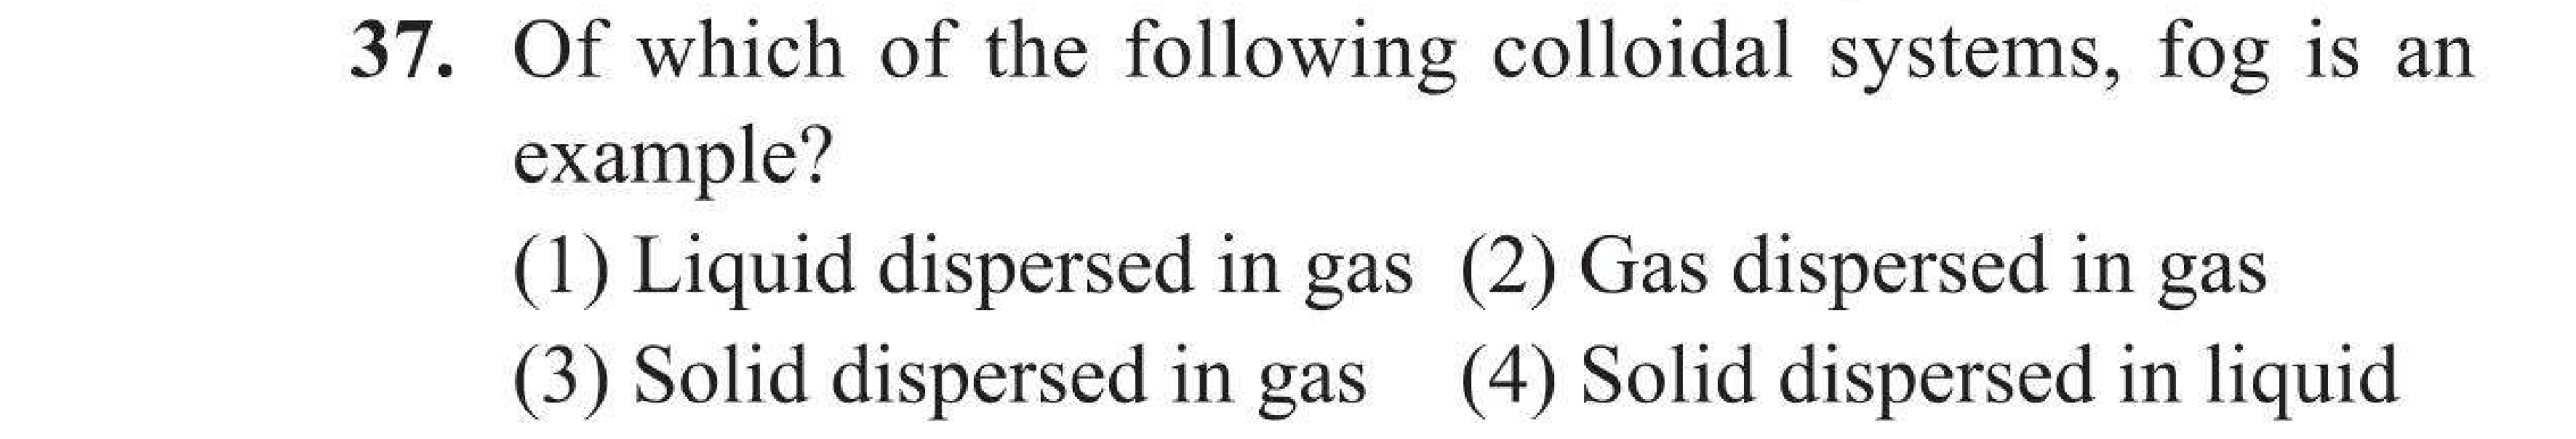 37. Of which of the following colloidal systems, fog is an
example?
(1) Liquid dispersed in gas (2) Gas dispersed in gas
(3) Solid dispersed in gas (4) Solid dispersed in liquid